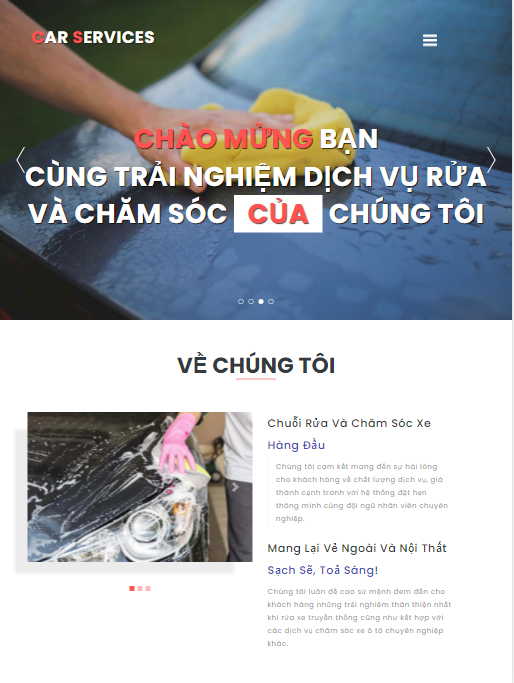 CAR SERVICES
CHÀO MỪNG BẠN
CÙNG TRẢI NGHIỆM DỊCH VỤ RỬA
VÀ CHĂM SÓC CỦA CHÚNG TÔI
VỀ CHÚNG TÔI
Chuỗi Rửa Và Chăm Sóc Xe
Hàng Đầu
Chúng tôi cam kết mang đến sự hài lòng
cho khách hàng về chất lượng dịch vụ, giá
thành cạnh tranh với hệ thống đặt hẹn
thông minh cùng đội ngũ nhân viên chuyên
nghiệp.
Mang Lại Vẻ Ngoài Và Nội Thất
Sạch Sẽ, Toả Sáng!
Chúng tôi luôn đề cao sứ mệnh đem đến cho
khách hàng những trải nghiệm thân thiện nhất
khi rửa xe truyền thống cũng như kết hợp với
các dịch vụ chăm sóc xe ô tô chuyên nghiệp
khác.